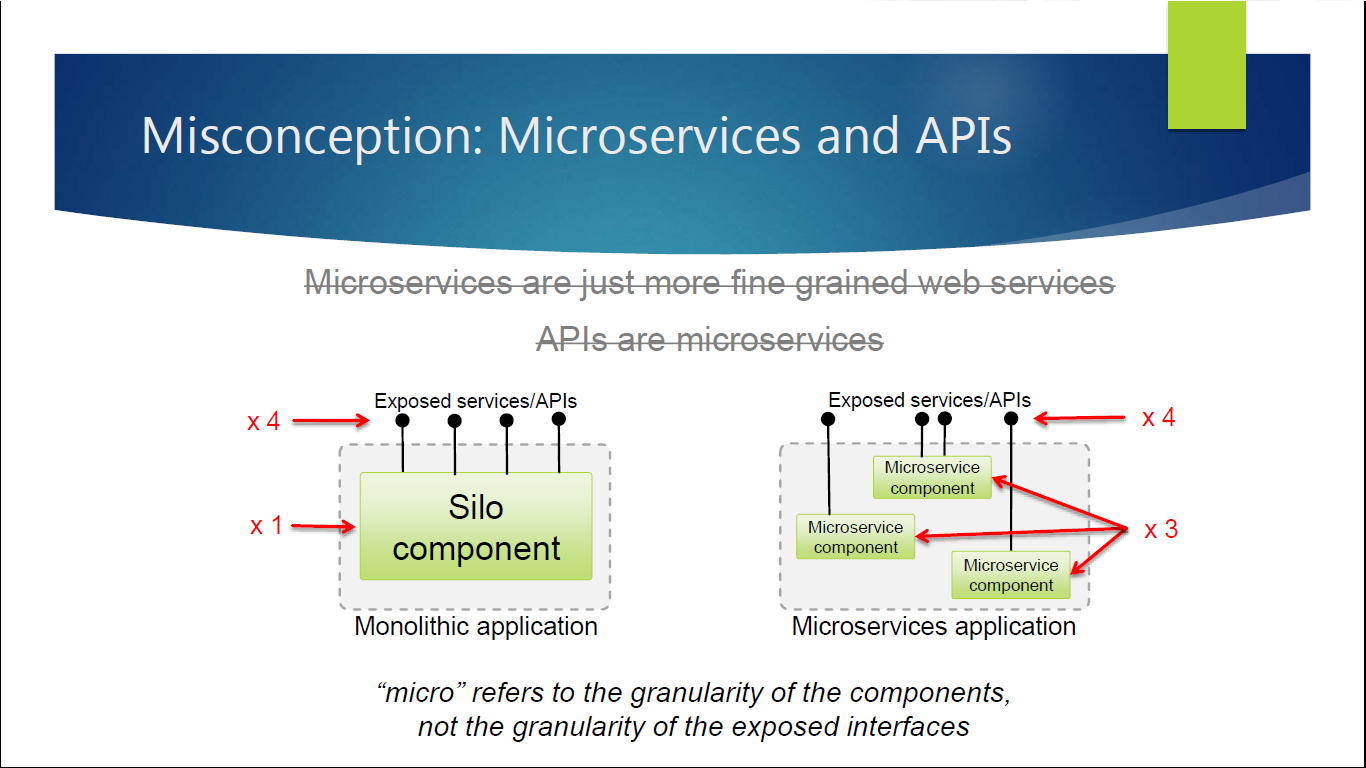 Misconception: Microservices and APIs
Microservices are just more fine grained web services
APIs are microservices
Exposed services/APIs
x 4
x 1
Silo
component
Monolithic application
Exposed services/APIs
x 4
Microservice
component
Microservice
component
Microservice
component
x 3
Microservices application
“micro” refers to the granularity of the components,
not the granularity of the exposed interfaces